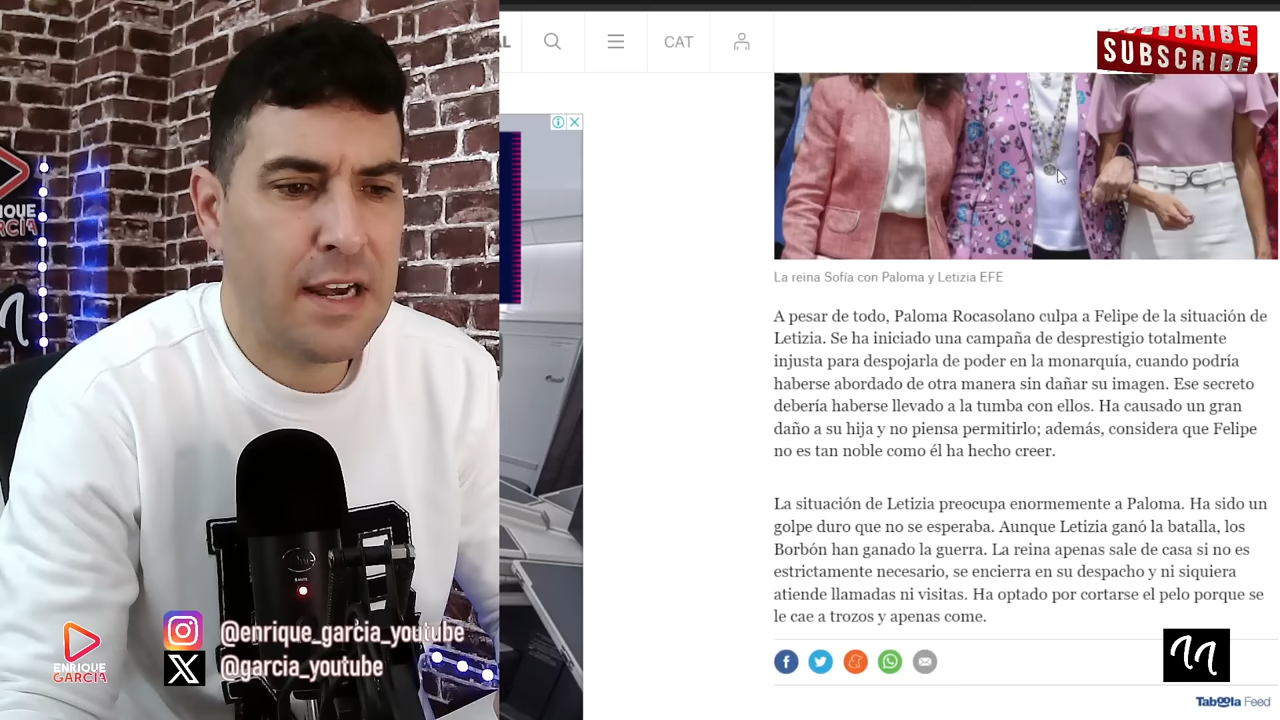 CAT
SUBSCRIBE
SUBSCRIBE
La reina Sofía con Paloma y Letizia EFE
A pesar de todo, Paloma Rocasolano culpa a Felipe de la situación de
Letizia. Se ha iniciado una campaña de desprestigio totalmente
injusta para despojarla de poder en la monarquía, cuando podría
haberse abordado de otra manera sin dañar su imagen. Ese secreto
debería haberse llevado a la tumba con ellos. Ha causado un gran
daño a su hija y no piensa permitirlo; además, considera que Felipe
no es tan noble como él ha hecho creer.
La situación de Letizia preocupa enormemente a Paloma. Ha sido un
golpe duro que no se esperaba. Aunque Letizia ganó la batalla, los
Borbón han ganado la guerra. La reina apenas sale de casa si no es
estrictamente necesario, se encierra en su despacho y ni siquiera
atiende llamadas ni visitas. Ha optado por cortarse el pelo porque se
le cae a trozos y apenas come.
@enrique_garcia_youtube
@garcia_youtube
ENRIQUE
GARCIA
Taboola Feed